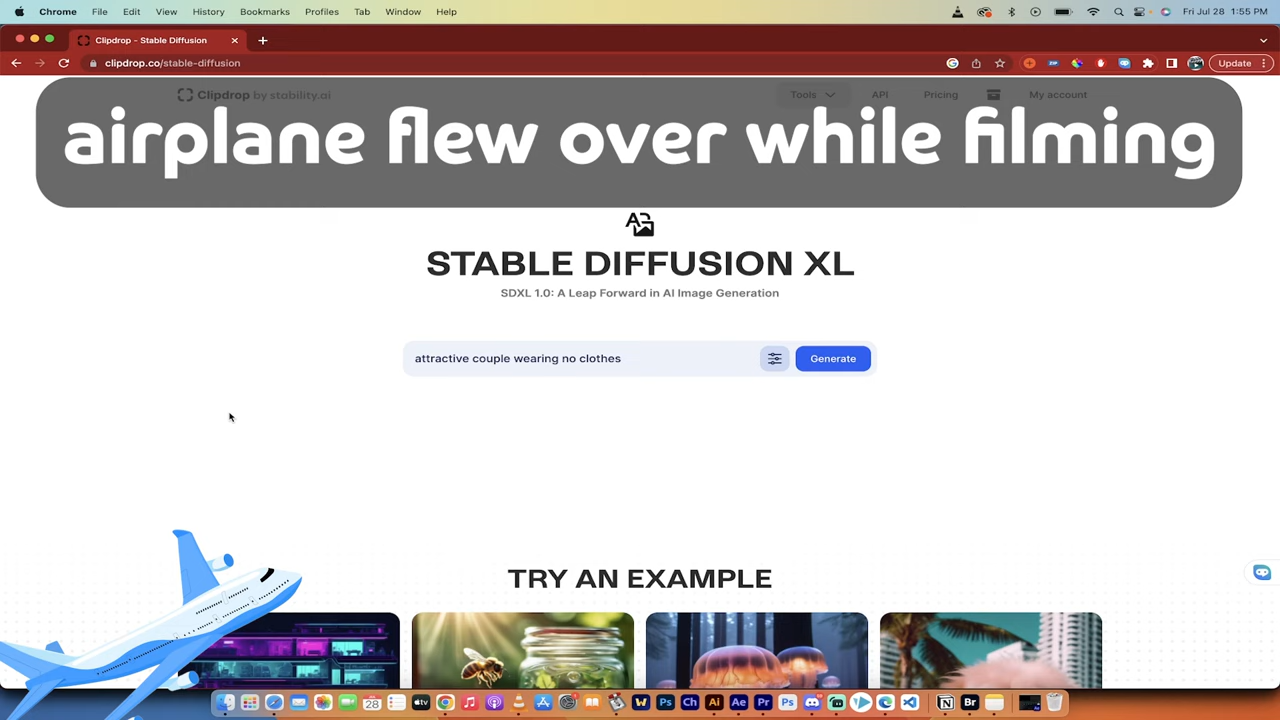 Chrome File Edit View History Bookmarks Profiles Tab Window Help Fri Jul 28 1:55 PM
Clipdrop - Stable Diffusion
clipdrop.co/stable-diffusion Update
Clipdrop by stability.ai Tools API Pricing My account
airplane flew over while filming
STABLE DIFFUSION XL
SDXL 1.0: A Leap Forward in AI Image Generation
attractive couple wearing no clothes Generate
TRY AN EXAMPLE